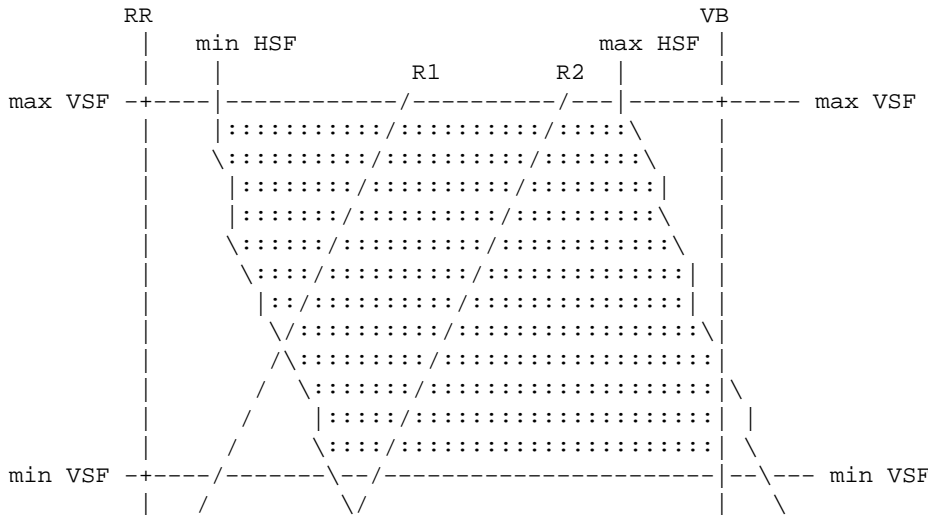 RR VB
min HSF max HSF
R1 R2
max VSF max VSF
min VSF min VSF